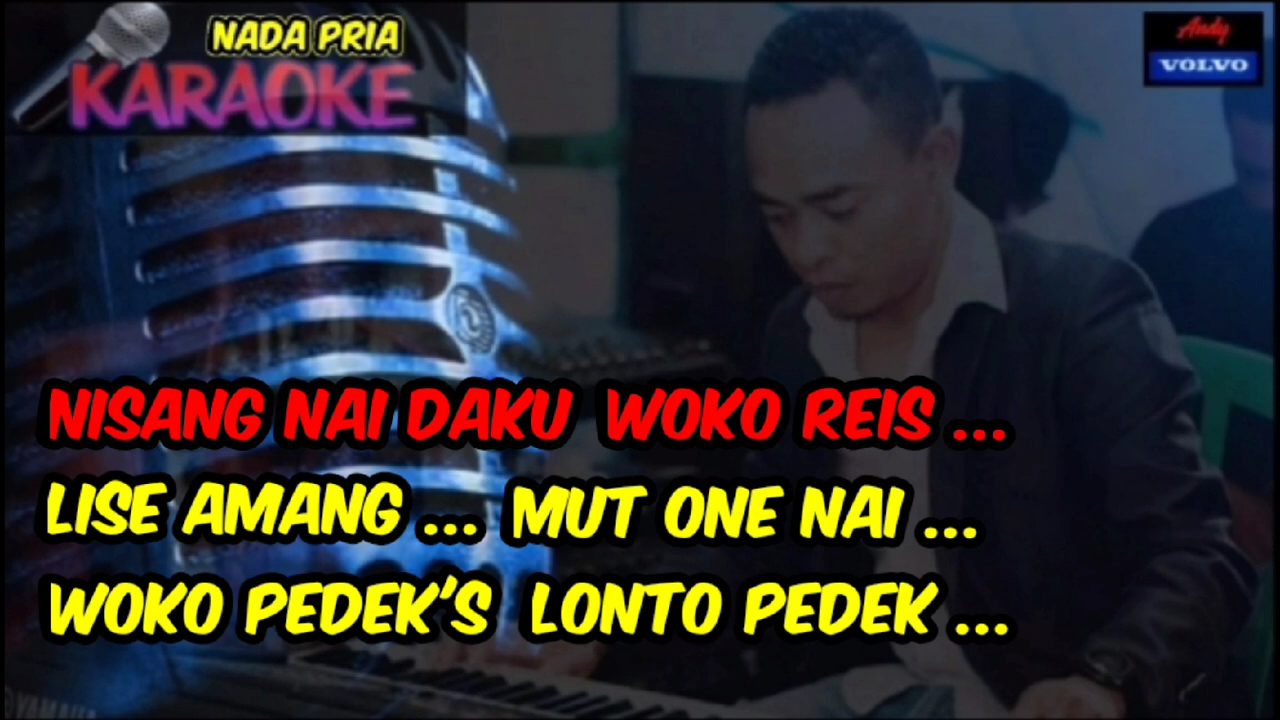 NADA PRIA
KARAOKE
Andy
VOLVO
NISANG NAI DAKU WOKO REIS ...
LISE AMANG ... MUT ONE NAI ...
WOKO PEDEK'S LONTO PEDEK ...
YAMAHA